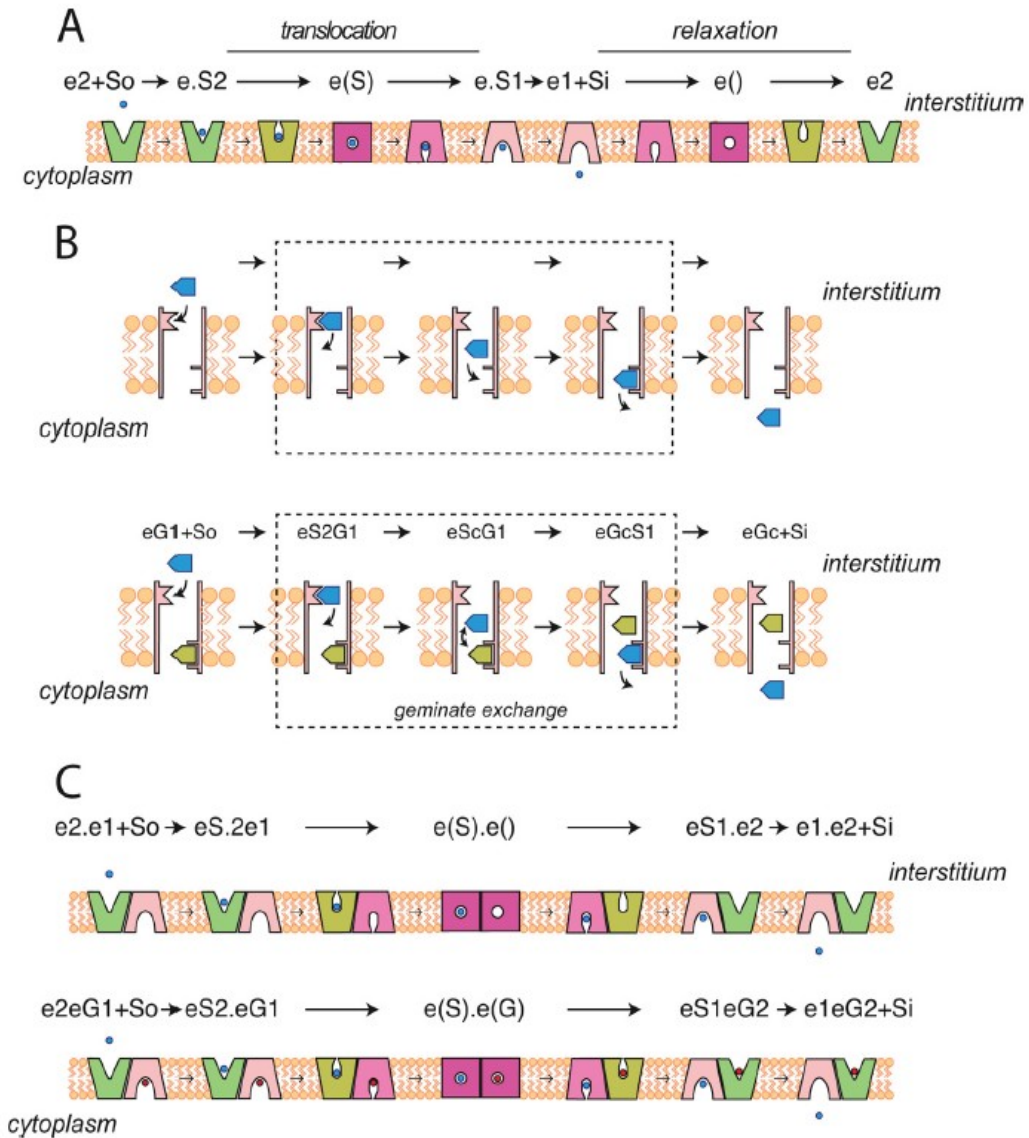 A
translocation relaxation
e2+So → e.S2 → e(S) → e.S1→e1+Si → e() → e2
interstitium
cytoplasm
B
interstitium
cytoplasm
eG1+So → eS2G1 → eScG1 → eGcS1 → eGc+Si
interstitium
cytoplasm
geminate exchange
C
e2.e1+So → eS.2e1 → e(S).e() → eS1.e2 → e1.e2+Si
interstitium
e2eG1+So → eS2.eG1 → e(S).e(G) → eS1eG2 → e1eG2+Si
cytoplasm